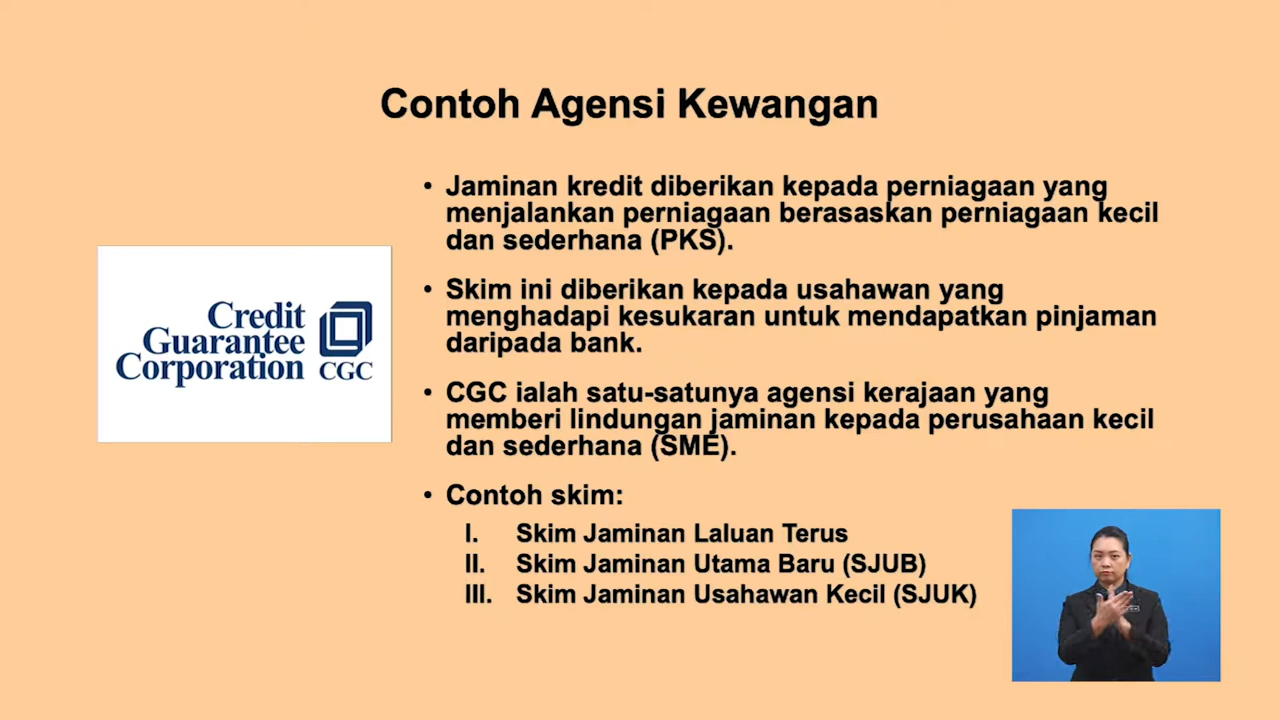 Contoh Agensi Kewangan
Credit
Guarantee
Corporation
CGC
• Jaminan kredit diberikan kepada perniagaan yang
menjalankan perniagaan berasaskan perniagaan kecil
dan sederhana (PKS).
• Skim ini diberikan kepada usahawan yang
menghadapi kesukaran untuk mendapatkan pinjaman
daripada bank.
• CGC ialah satu-satunya agensi kerajaan yang
memberi lindungan jaminan kepada perusahaan kecil
dan sederhana (SME).
• Contoh skim:
I. Skim Jaminan Laluan Terus
II. Skim Jaminan Utama Baru (SJUB)
III. Skim Jaminan Usahawan Kecil (SJUK)